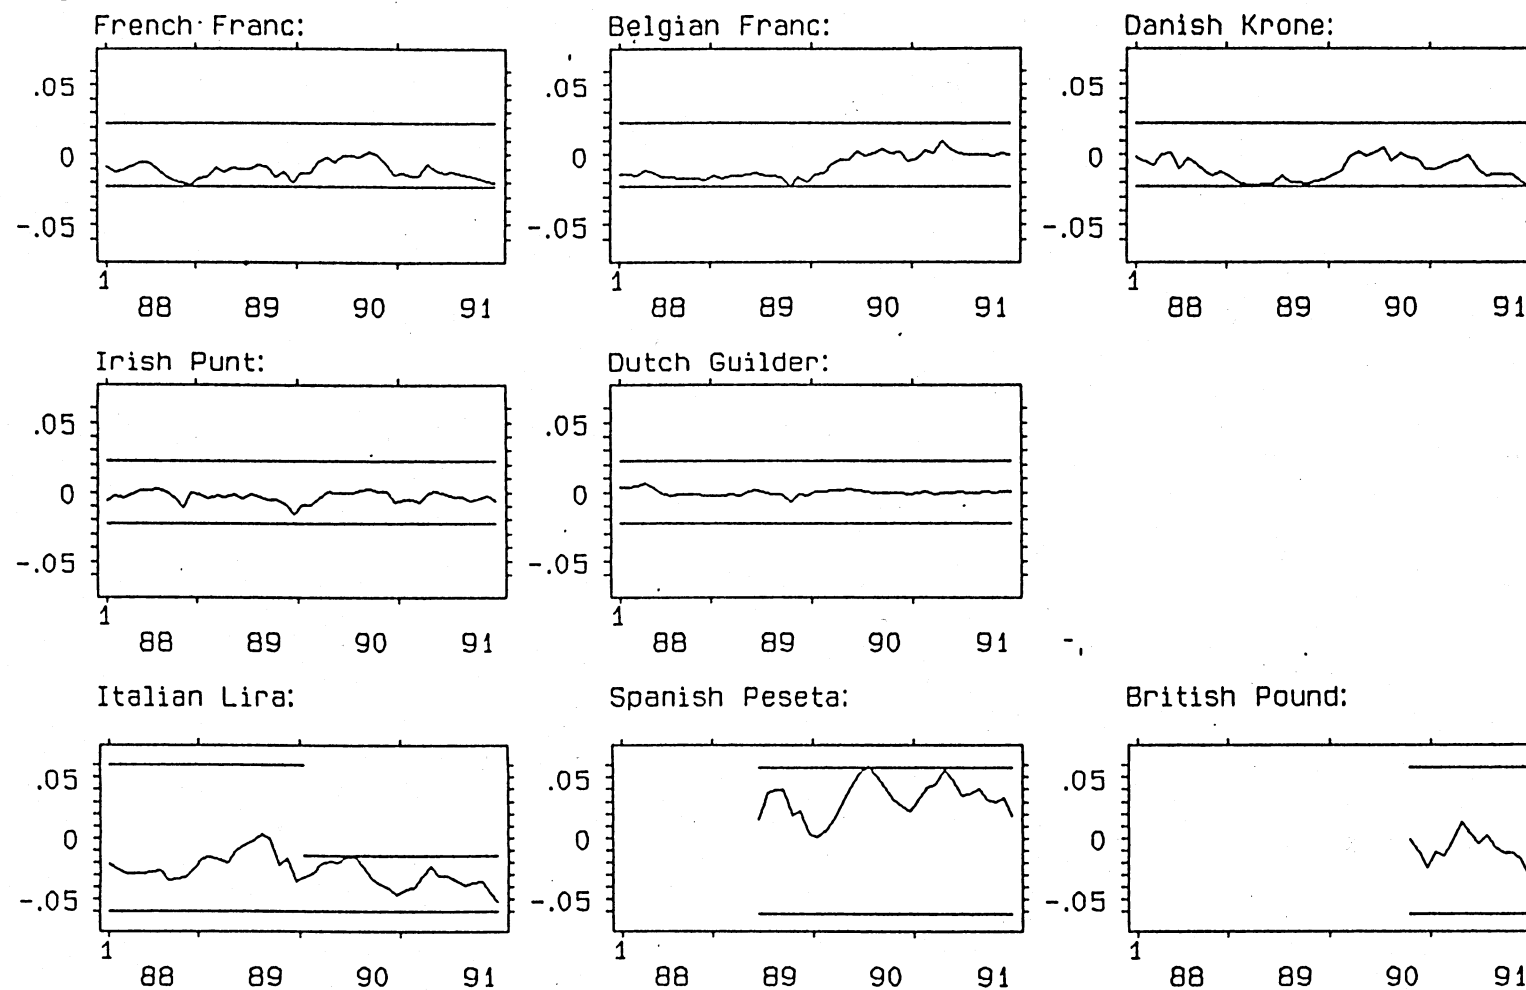 French Franc:
Belgian Franc:
Danish Krone:
.05
0
-.05
1
88 89 90 91
.05
0
-.05
1
88 89 90 91
.05
0
-.05
1
88 89 90 91
Irish Punt:
Dutch Guilder:
.05
0
-.05
1
88 89 90 91
.05
0
-.05
1
88 89 90 91
Italian Lira:
Spanish Peseta:
British Pound:
.05
0
-.05
1
88 89 90 91
.05
0
-.05
1
88 89 90 91
.05
0
-.05
1
88 89 90 91